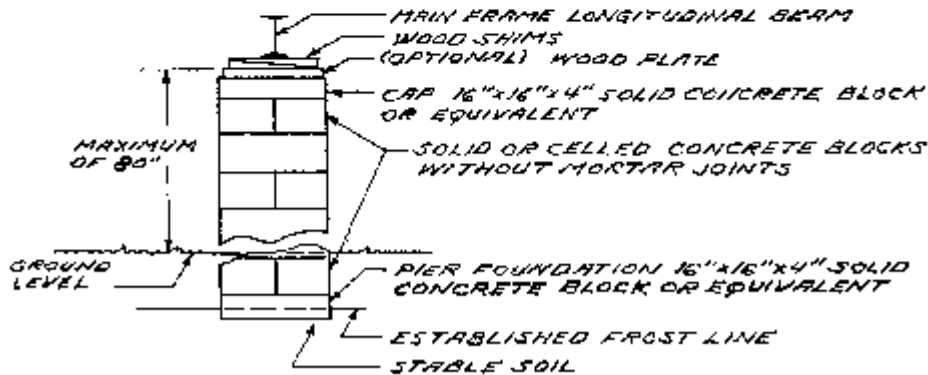 MAIN FRAME LONGITUDINAL BEAM
WOOD SHIMS
(OPTIONAL) WOOD PLATE
CAP 16"x16"x4" SOLID CONCRETE BLOCK
OR EQUIVALENT
MAXIMUM
OF 80"
SOLID OR CELLED CONCRETE BLOCKS
WITHOUT MORTAR JOINTS
GROUND
LEVEL
PIER FOUNDATION 16"x16"x4" SOLID
CONCRETE BLOCK OR EQUIVALENT
ESTABLISHED FROST LINE
STABLE SOIL